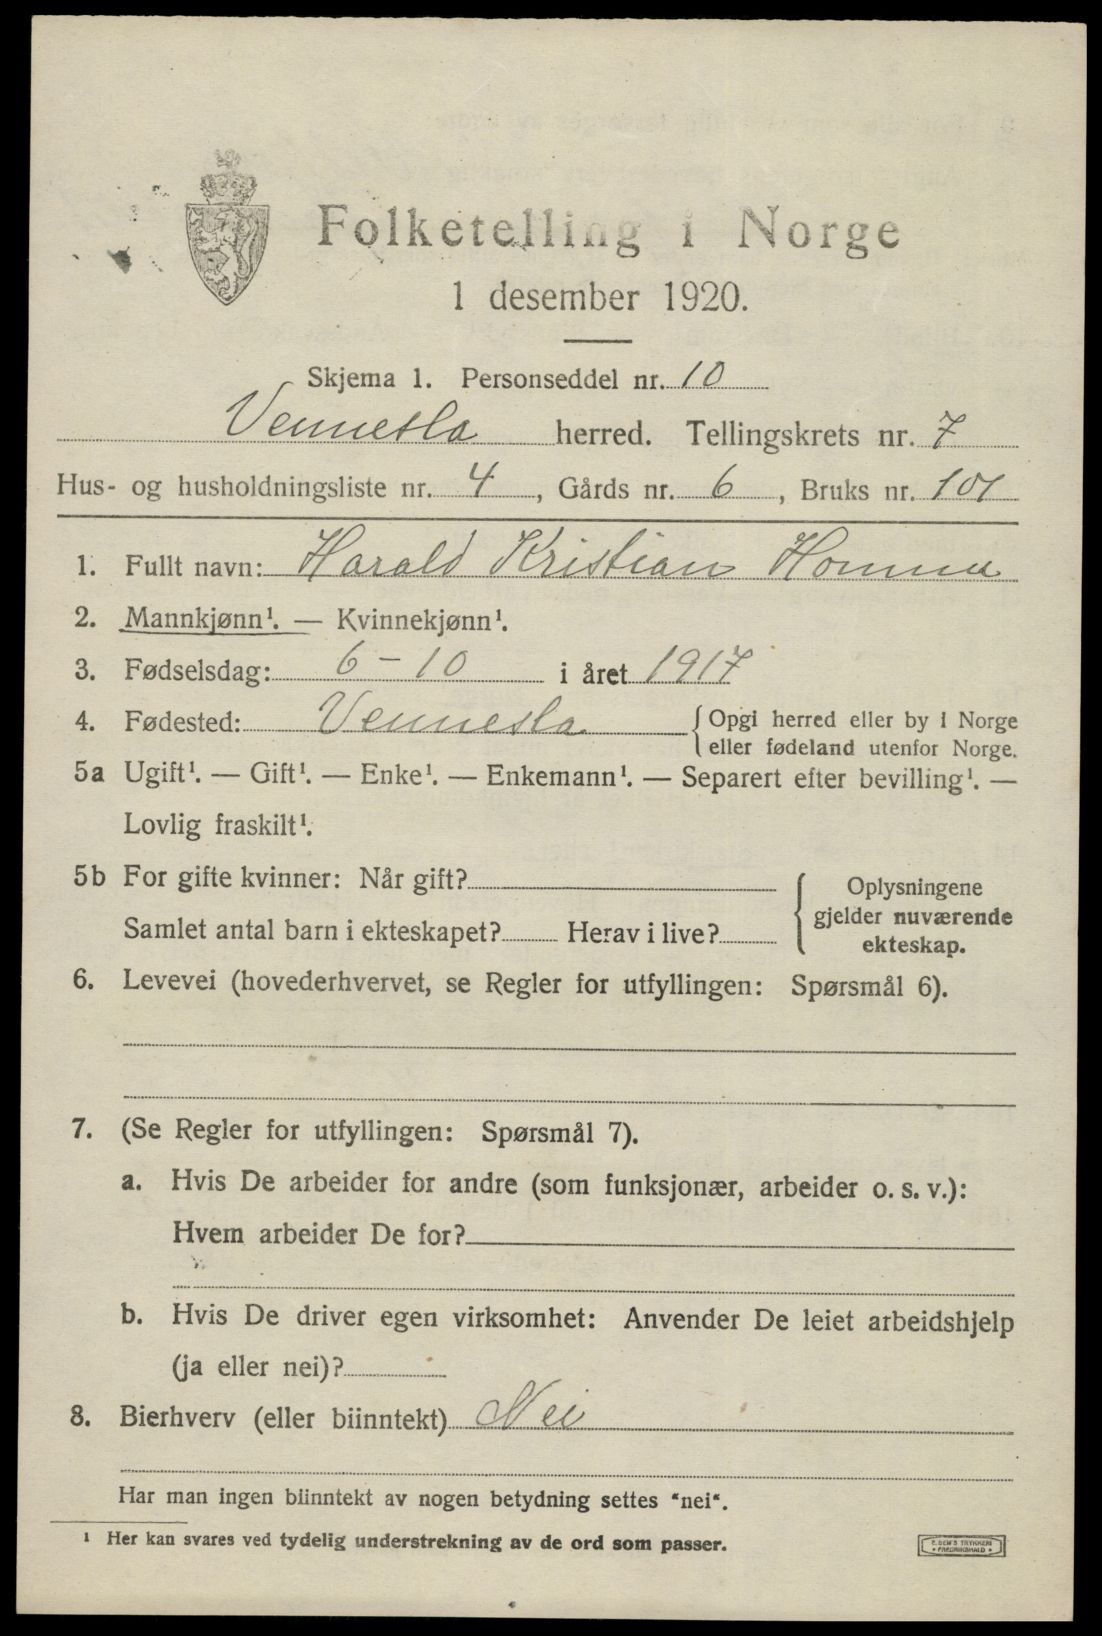 Folketelling i Norge
1 desember 1920.
Skjema 1. Personseddel nr. 10
Vennesla herred. Tellingskrets nr. 7
Hus- og husholdningsliste nr. 4, Gårds nr. 6, Bruks nr. 101
1. Fullt navn: Harald Kristian Homme
2. Mannkjønn¹. — Kvinnekjønn¹.
3. Fødselsdag: 6-10 i året 1917
4. Fødested: Vennesla {Opgi herred eller by i Norge
eller fødeland utenfor Norge.
5a Ugift¹. — Gift¹. — Enke¹. — Enkemann¹. — Separert efter bevilling¹. —
Lovlig fraskilt¹.
5b For gifte kvinner: Når gift?
Samlet antal barn i ekteskapet? Herav i live?
Oplysningene
gjelder nuværende
ekteskap.
6. Levevei (hovederhvervet, se Regler for utfyllingen: Spørsmål 6).
7. (Se Regler for utfyllingen: Spørsmål 7).
a. Hvis De arbeider for andre (som funksjonær, arbeider o. s. v.):
Hvem arbeider De for?
b. Hvis De driver egen virksomhet: Anvender De leiet arbeidshjelp
(ja eller nei)?
8. Bierhverv (eller biinntekt) Nei
Har man ingen biinntekt av nogen betydning settes "nei".
¹ Her kan svares ved tydelig understrekning av de ord som passer.
E. SEM'S TRYKKERI
• FREDRIKSHALD •